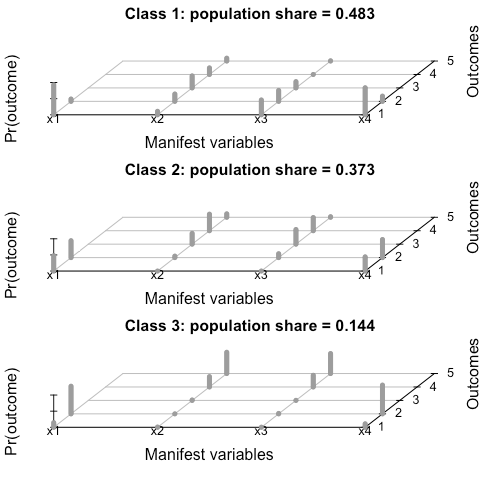 Class 1: population share = 0.483
Pr(outcome)
Outcomes
5
4
3
2
1
x1 x2 x3 x4
Manifest variables
Class 2: population share = 0.373
Pr(outcome)
Outcomes
5
4
3
2
1
x1 x2 x3 x4
Manifest variables
Class 3: population share = 0.144
Pr(outcome)
Outcomes
5
4
3
2
1
x1 x2 x3 x4
Manifest variables